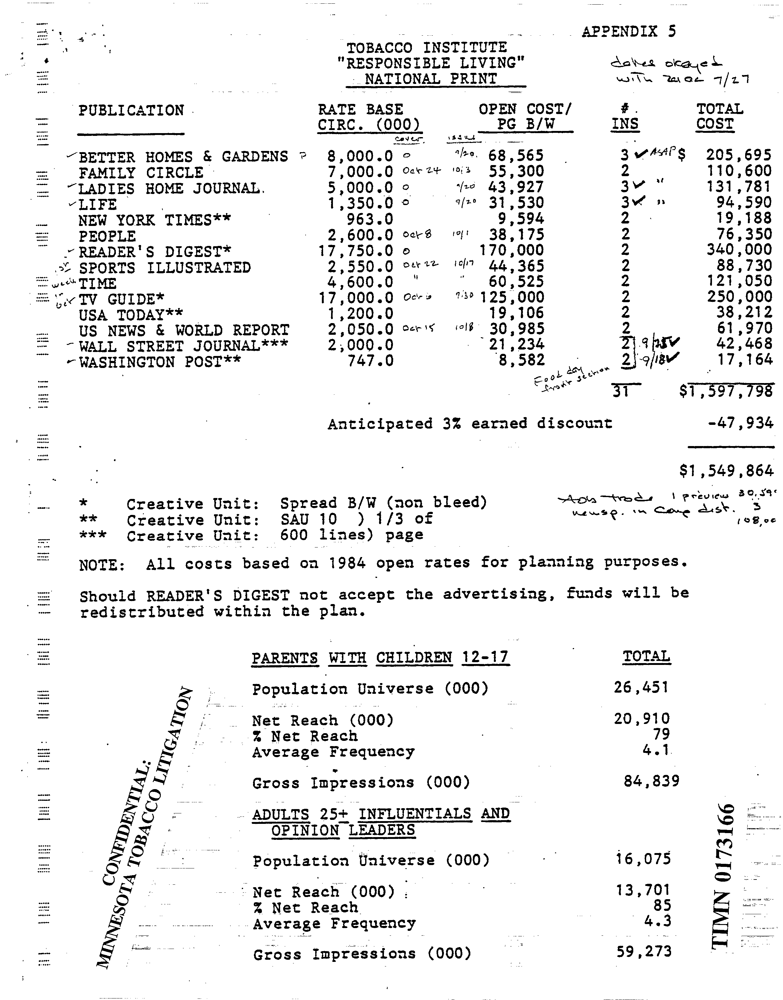 APPENDIX 5
TOBACCO INSTITUTE
"RESPONSIBLE LIVING"
NATIONAL PRINT
dates okayed
with 7/27
PUBLICATION RATE BASE CIRC. (000) OPEN COST/ PG B/W # INS TOTAL COST
cover issue
BETTER HOMES & GARDENS ? 8,000.0 0 9/20 68,565 3 ✓ ASAP $ 205,695
FAMILY CIRCLE 7,000.0 Oct 24 10/3 55,300 2 110,600
LADIES HOME JOURNAL. 5,000.0 0 9/20 43,927 3 ✓ " 131,781
LIFE 1,350.0 0 9/20 31,530 3 ✓ " 94,590
NEW YORK TIMES** 963.0 9,594 2 19,188
PEOPLE 2,600.0 Oct 8 10/1 38,175 2 76,350
READER'S DIGEST* 17,750.0 0 170,000 2 340,000
SPORTS ILLUSTRATED 2,550.0 Oct 22 10/17 44,365 2 88,730
TIME 4,600.0 " " 60,525 2 121,050
TV GUIDE* 17,000.0 Oct 6 9/30 125,000 2 250,000
USA TODAY** 1,200.0 19,106 2 38,212
US NEWS & WORLD REPORT 2,050.0 Oct 15 10/8 30,985 2 61,970
WALL STREET JOURNAL*** 2,000.0 21,234 2 9/25 ✓ 42,468
WASHINGTON POST** 747.0 8,582 2 9/18 ✓ 17,164
Food day
front section
31 $1,597,798
Anticipated 3% earned discount -47,934
$1,549,864
* Creative Unit: Spread B/W (non bleed)
** Creative Unit: SAU 10 ) 1/3 of
*** Creative Unit: 600 lines) page
trade 1 preview
newsp. in dist. 3
NOTE: All costs based on 1984 open rates for planning purposes.
Should READER'S DIGEST not accept the advertising, funds will be
redistributed within the plan.
PARENTS WITH CHILDREN 12-17 TOTAL
Population Universe (000) 26,451
Net Reach (000) 20,910
% Net Reach 79
Average Frequency 4.1
Gross Impressions (000) 84,839
ADULTS 25+ INFLUENTIALS AND
OPINION LEADERS
Population Universe (000) 16,075
Net Reach (000) 13,701
% Net Reach 85
Average Frequency 4.3
Gross Impressions (000) 59,273
CONFIDENTIAL:
MINNESOTA TOBACCO LITIGATION
TIMN 0173166